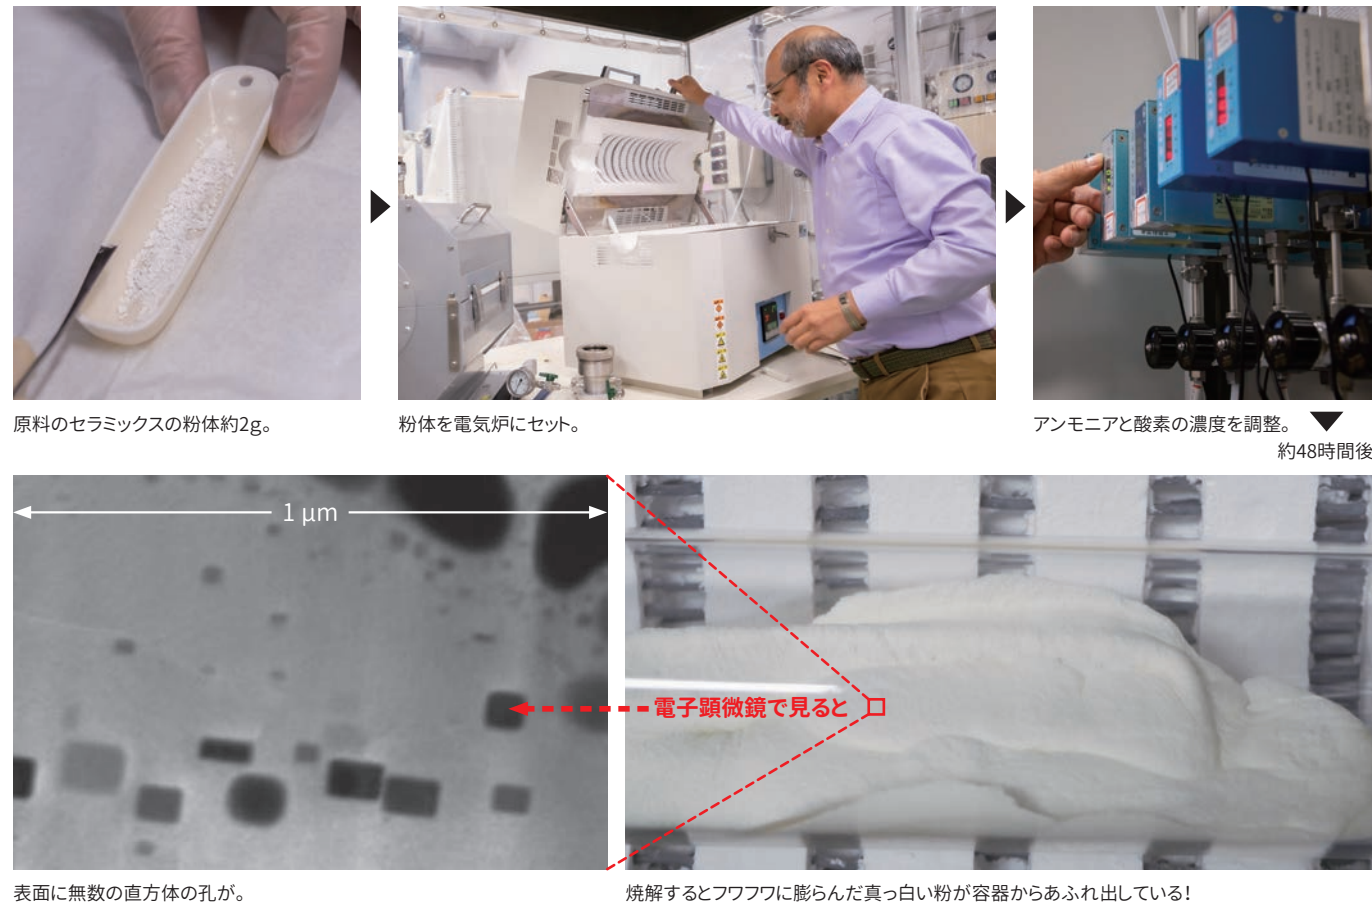 原料のセラミックスの粉体約2g。
粉体を電気炉にセット。
アンモニアと酸素の濃度を調整。
約48時間後
1 μm
電子顕微鏡で見ると
表面に無数の直方体の孔が。
焼解するとフワフワに膨らんだ真っ白い粉が容器からあふれ出している!